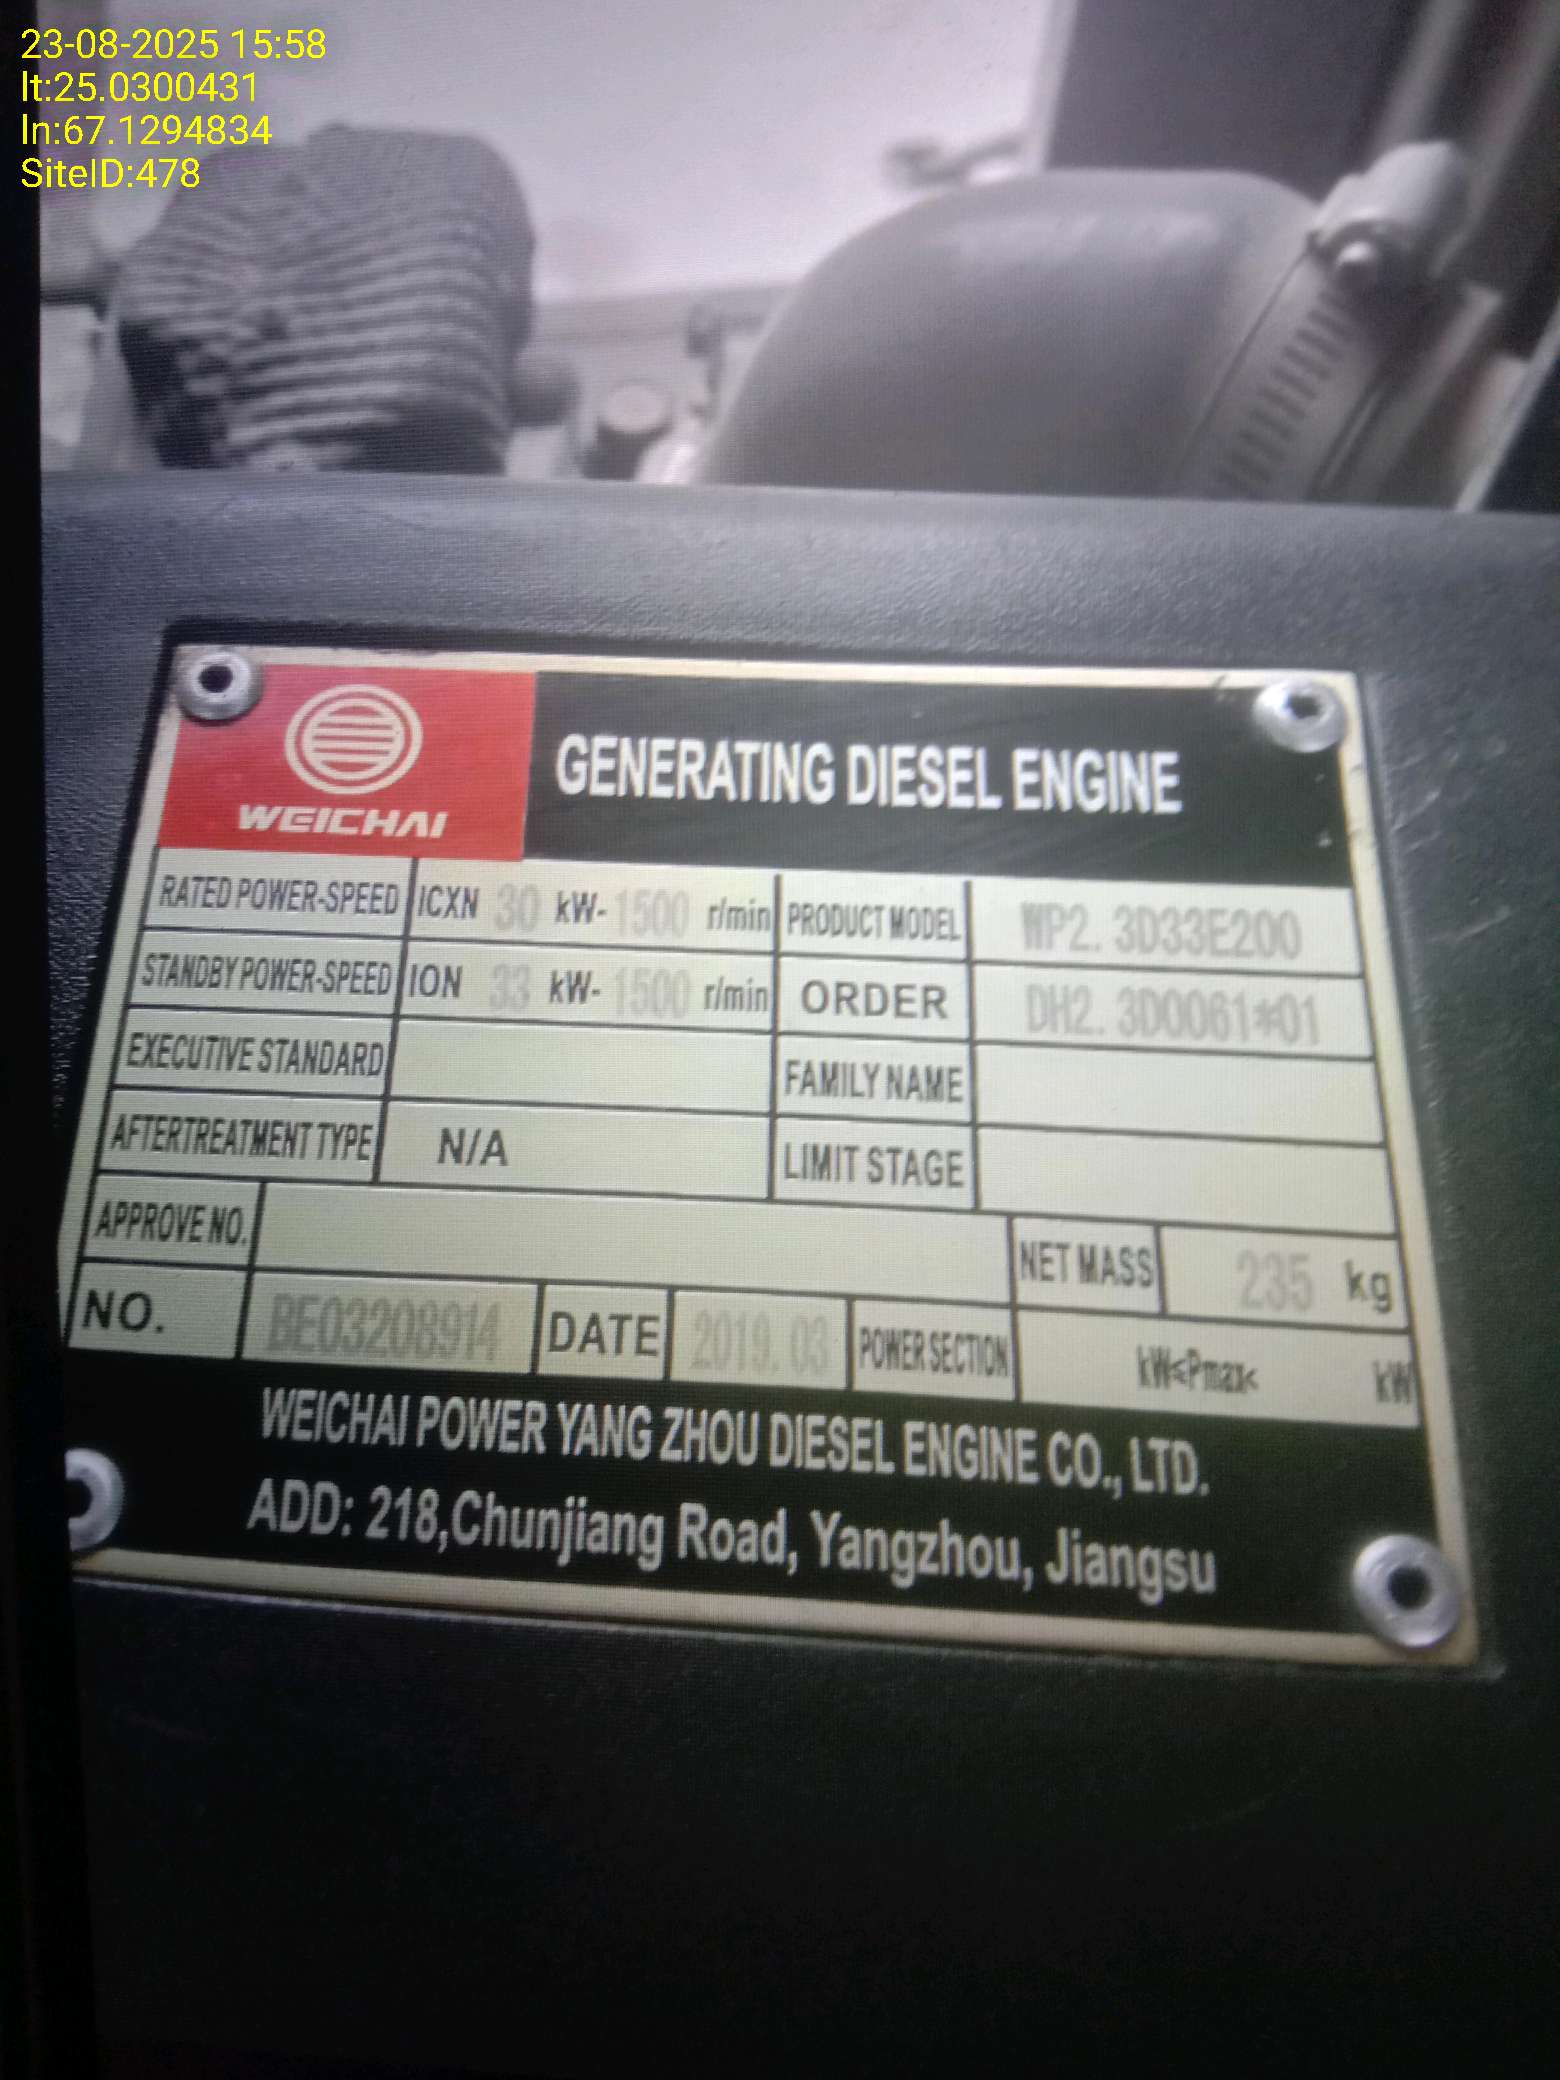 23-08-2025 15:58
lt:25.0300431
ln:67.1294834
SiteID:478
WEICHAI
GENERATING DIESEL ENGINE
RATED POWER-SPEED ICXN 30 kW- 1500 r/min PRODUCT MODEL WP2.3D33E200
STANDBY POWER-SPEED ION 33 kW- 1500 r/min ORDER DH2.3D0061#01
EXECUTIVE STANDARD FAMILY NAME
AFTERTREATMENT TYPE N/A LIMIT STAGE
APPROVE NO. NET MASS 235 kg
NO. BE03208914 DATE 2019.03 POWER SECTION kW≤Pmax< kW
WEICHAI POWER YANG ZHOU DIESEL ENGINE CO., LTD.
ADD: 218,Chunjiang Road, Yangzhou, Jiangsu